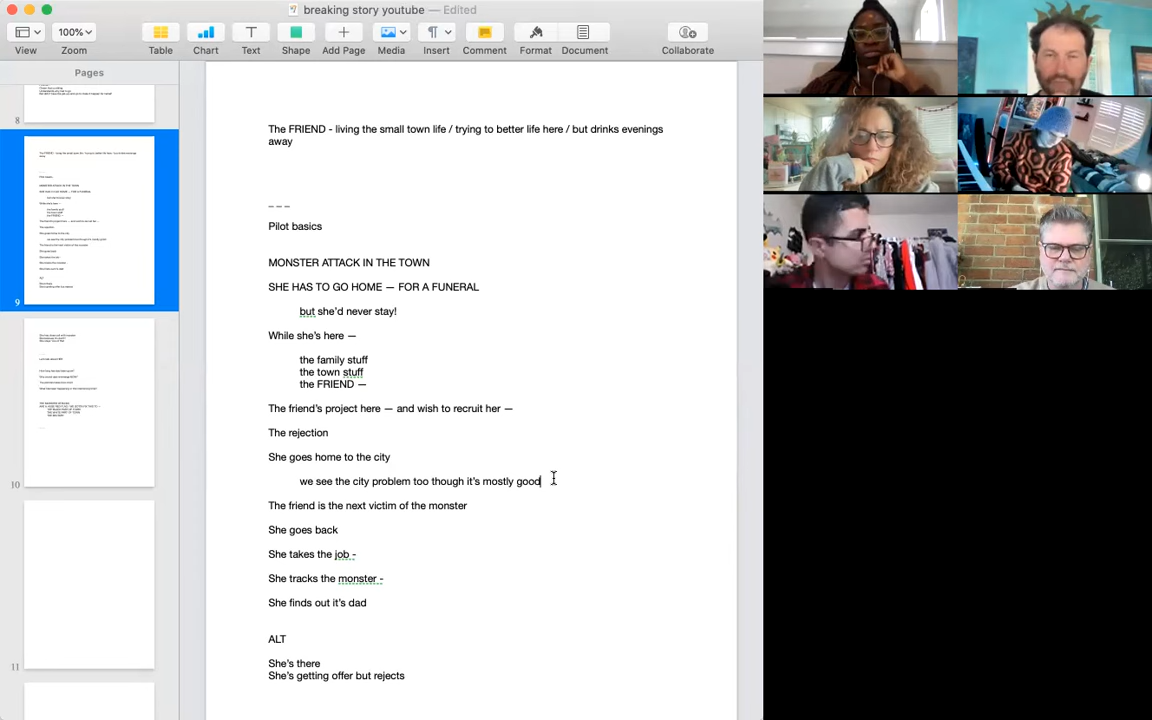 breaking story youtube — Edited
100%
View
Zoom
Table
Chart
Text
Shape
Add Page
Media
Insert
Comment
Format
Document
Collaborate
Pages
8
9
10
11
The FRIEND - living the small town life / trying to better life here / but drinks evenings
away
— — —
Pilot basics
MONSTER ATTACK IN THE TOWN
SHE HAS TO GO HOME — FOR A FUNERAL
but she'd never stay!
While she's here —
the family stuff
the town stuff
the FRIEND —
The friend's project here — and wish to recruit her —
The rejection
She goes home to the city
we see the city problem too though it's mostly good
The friend is the next victim of the monster
She goes back
She takes the job -
She tracks the monster -
She finds out it's dad
ALT
She's there
She's getting offer but rejects